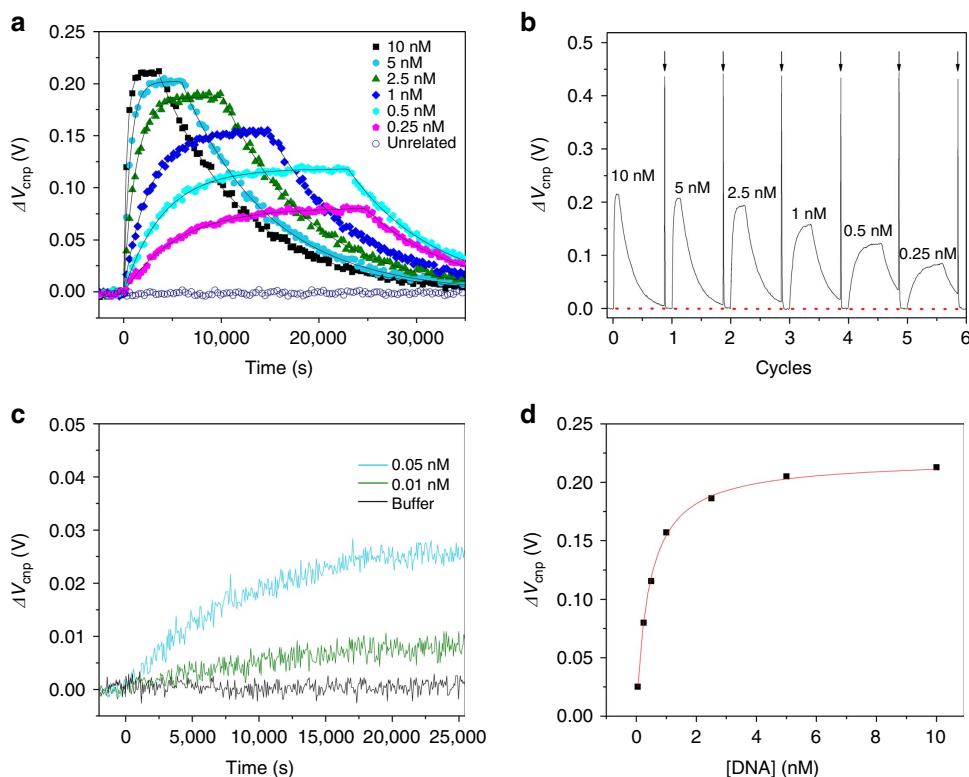 a
0.25
0.20
0.15
0.10
0.05
0.00
ΔVcnp (V)
10 nM
5 nM
2.5 nM
1 nM
0.5 nM
0.25 nM
Unrelated
0
10,000
20,000
30,000
Time (s)
b
0.5
0.4
0.3
0.2
0.1
0.0
ΔVcnp (V)
10 nM
5 nM
2.5 nM
1 nM
0.5 nM
0.25 nM
0 1 2 3 4 5 6
Cycles
c
0.05
0.04
0.03
0.02
0.01
0.00
ΔVcnp (V)
0.05 nM
0.01 nM
Buffer
0 5,000 10,000 15,000 20,000 25,000
Time (s)
d
0.25
0.20
0.15
0.10
0.05
0.00
ΔVcnp (V)
0 2 4 6 8 10
[DNA] (nM)